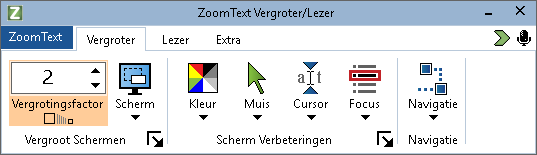 ZoomText Vergroter/Lezer
ZoomText Vergroter Lezer Extra
2
Vergrotingsfactor Scherm Kleur Muis Cursor Focus Navigatie
Vergroot Schermen Scherm Verbeteringen Navigatie